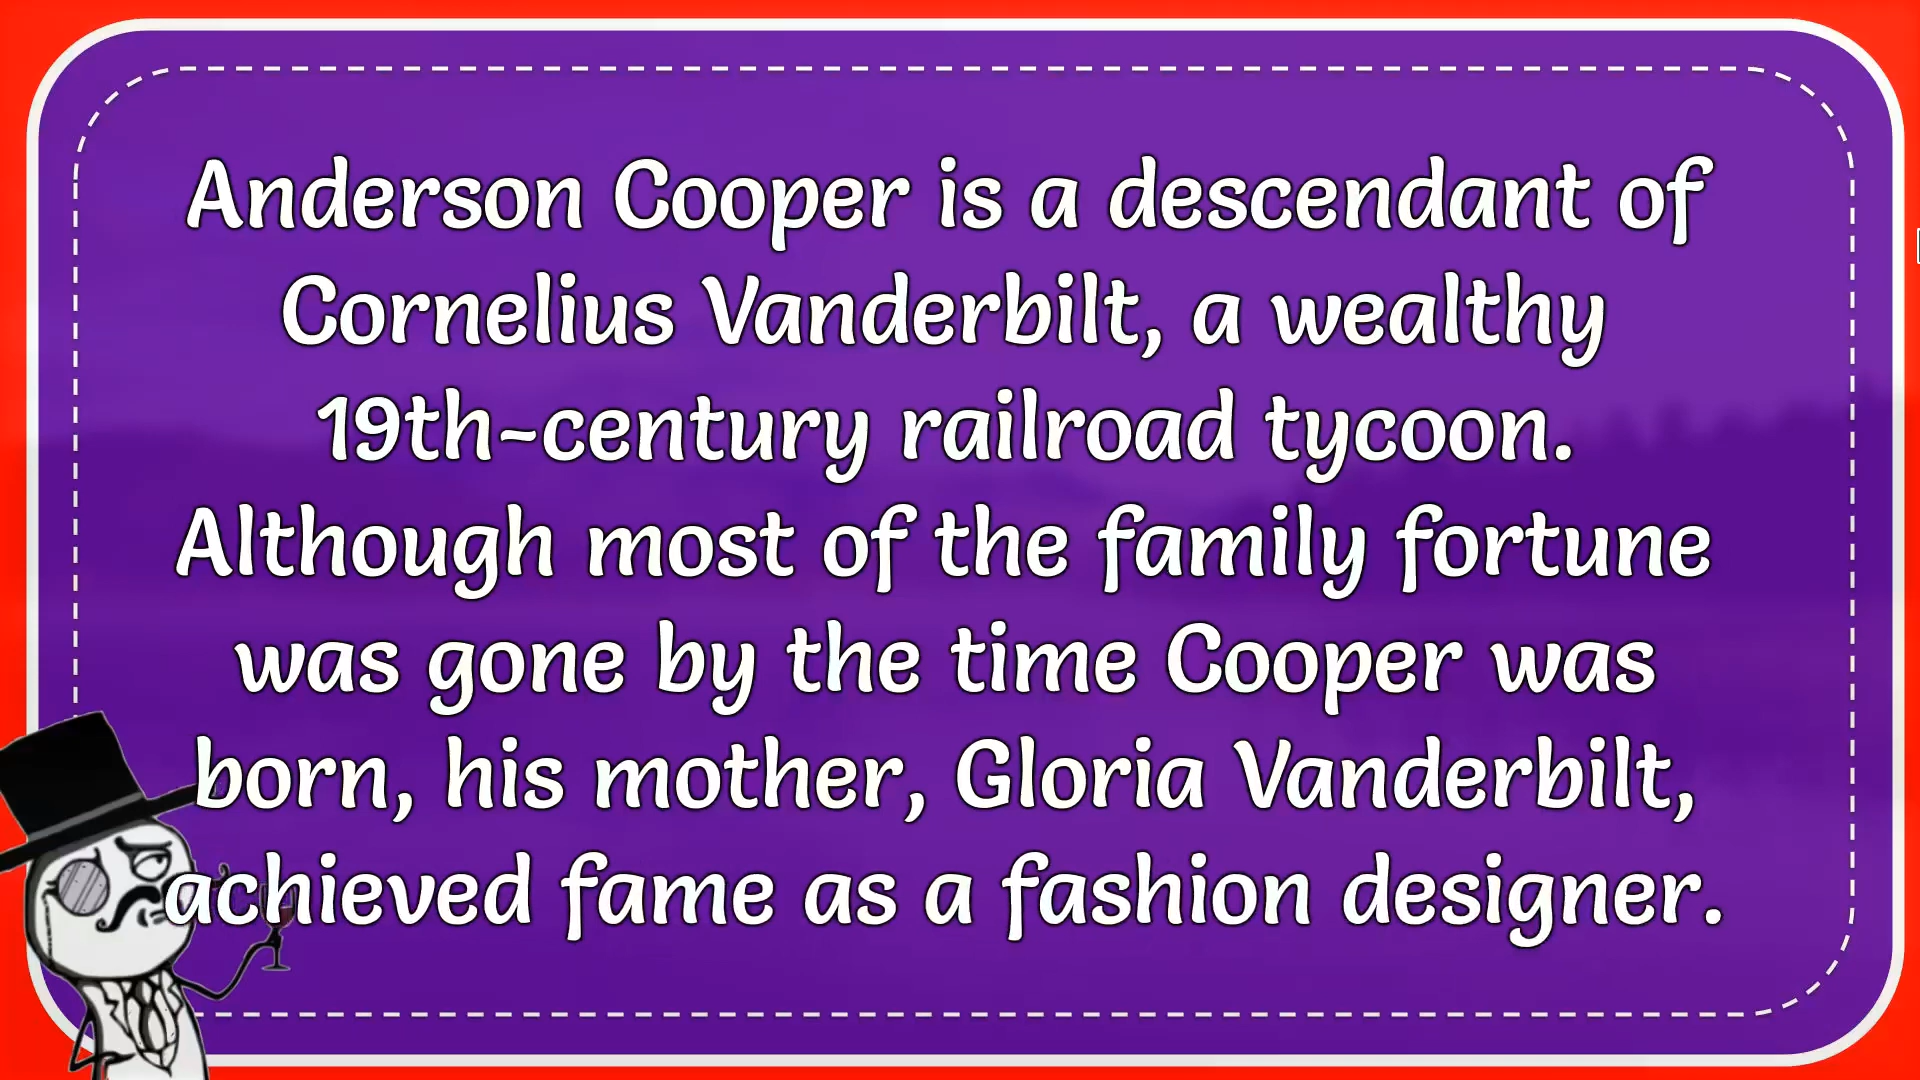 Anderson Cooper is a descendant of
Cornelius Vanderbilt, a wealthy
19th-century railroad tycoon.
Although most of the family fortune
was gone by the time Cooper was
born, his mother, Gloria Vanderbilt,
achieved fame as a fashion designer.